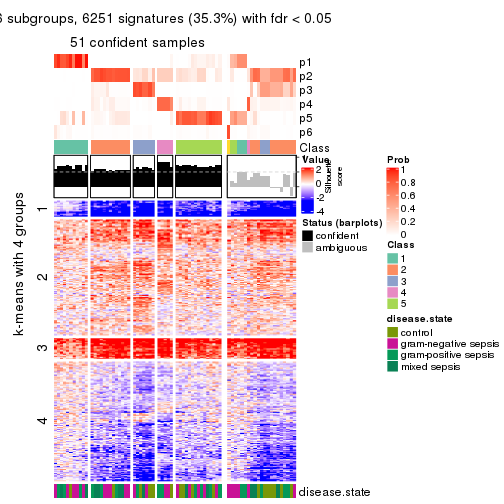 6 subgroups, 6251 signatures (35.3%) with fdr < 0.05
51 confident samples
p1
p2
p3
p4
p5
p6
Class
k-means with 4 groups
1
2
3
4
disease.state
Value
2
0
-2
-4
Silhouette
score
Status (barplots)
confident
ambiguous
Prob
1
0.8
0.6
0.4
0.2
0
Class
1
2
3
4
5
disease.state
control
gram-negative sepsis
gram-positive sepsis
mixed sepsis